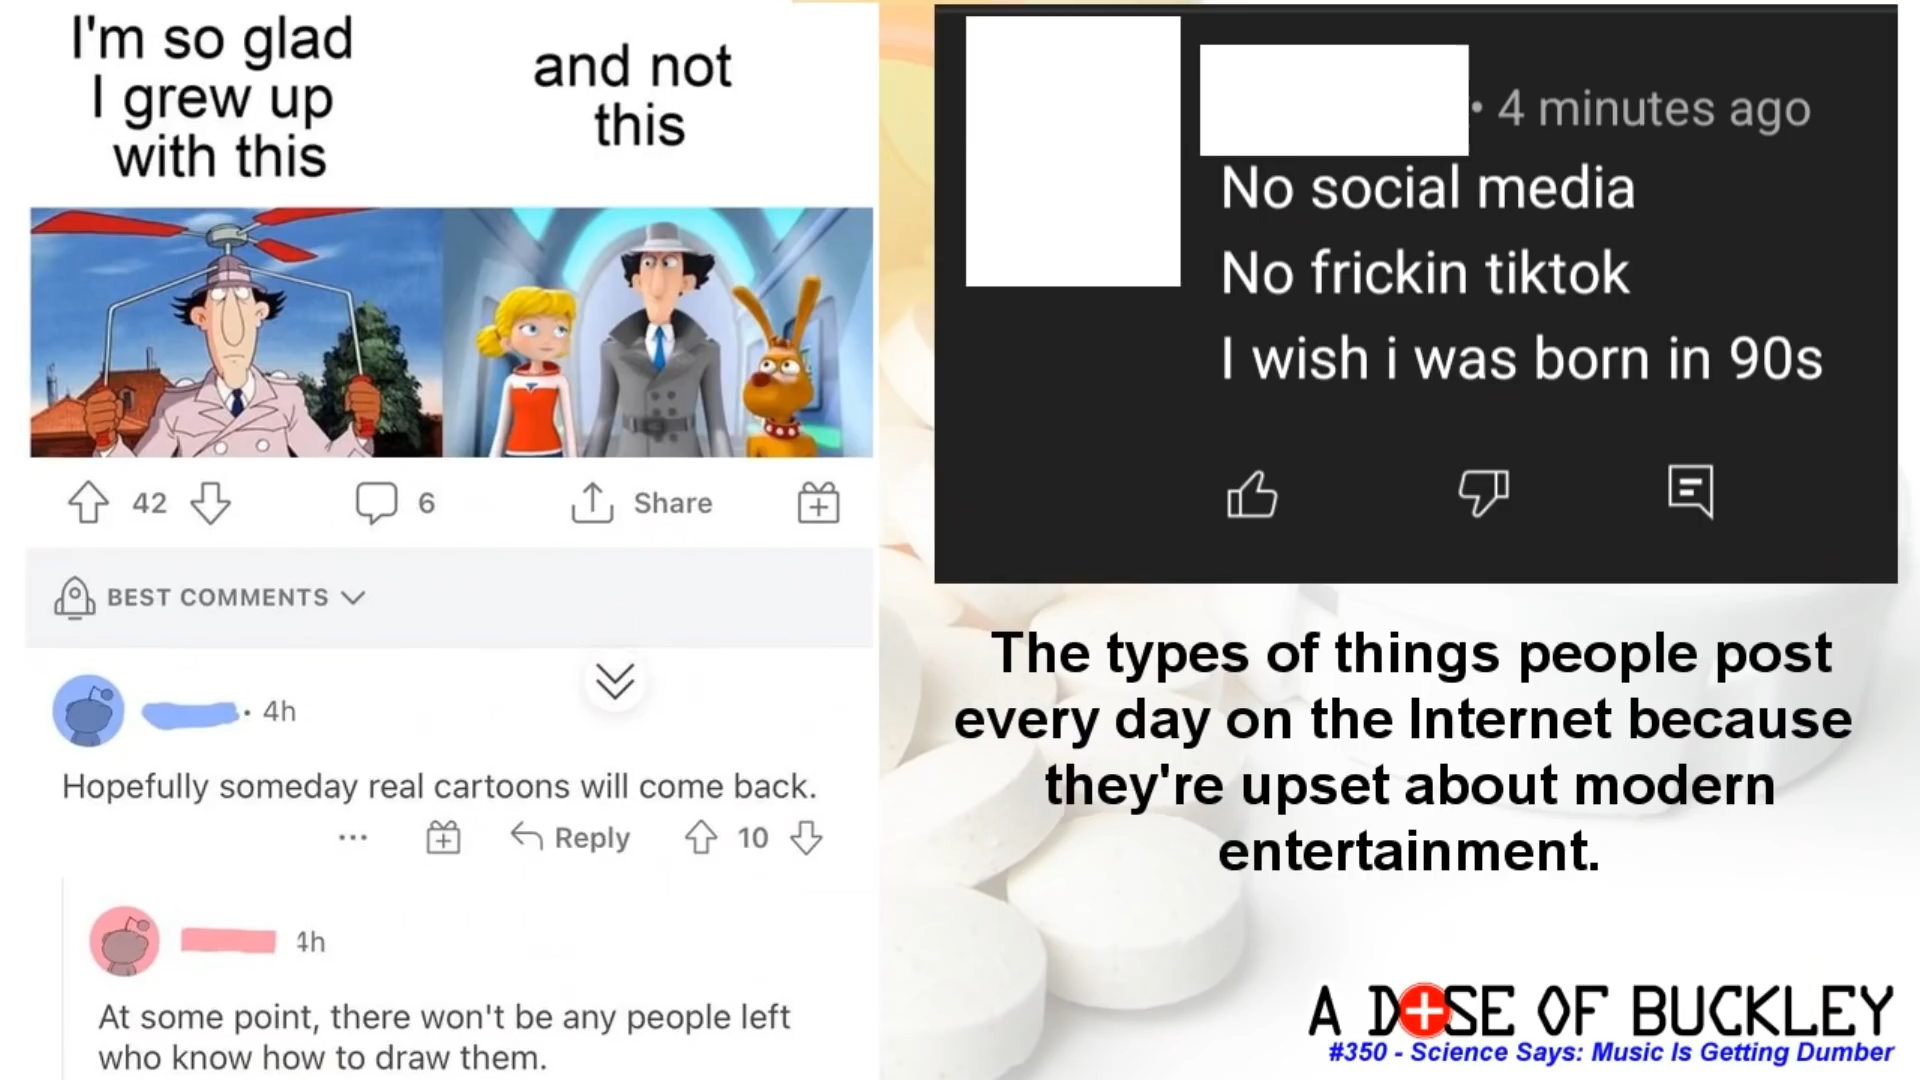 I'm so glad
I grew up
with this
and not
this
42
6
Share
BEST COMMENTS
4h
Hopefully someday real cartoons will come back.
Reply
10
4h
At some point, there won't be any people left
who know how to draw them.
• 4 minutes ago
No social media
No frickin tiktok
I wish i was born in 90s
The types of things people post
every day on the Internet because
they're upset about modern
entertainment.
A DOSE OF BUCKLEY
#350 - Science Says: Music Is Getting Dumber